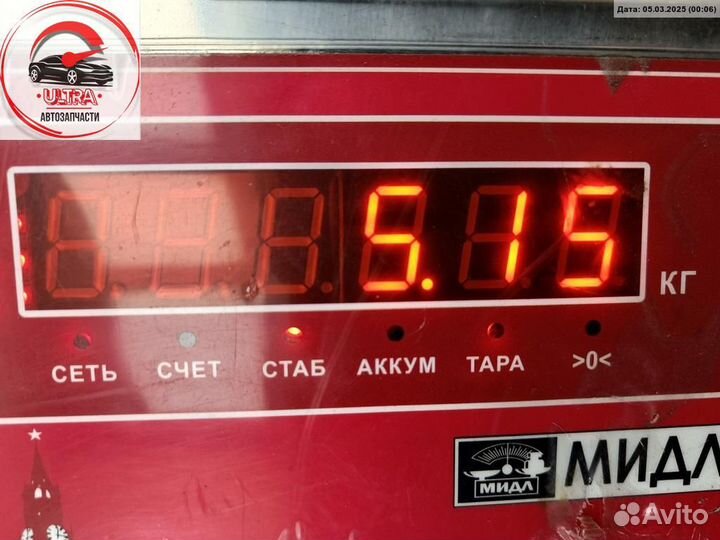 Дата: 05.03.2025 (00:06)
ULTRA
АВТОЗАПЧАСТИ
5.15
КГ
СЕТЬ СЧЕТ СТАБ АККУМ ТАРА >0<
МИДЛ
МИДЛ
Avito